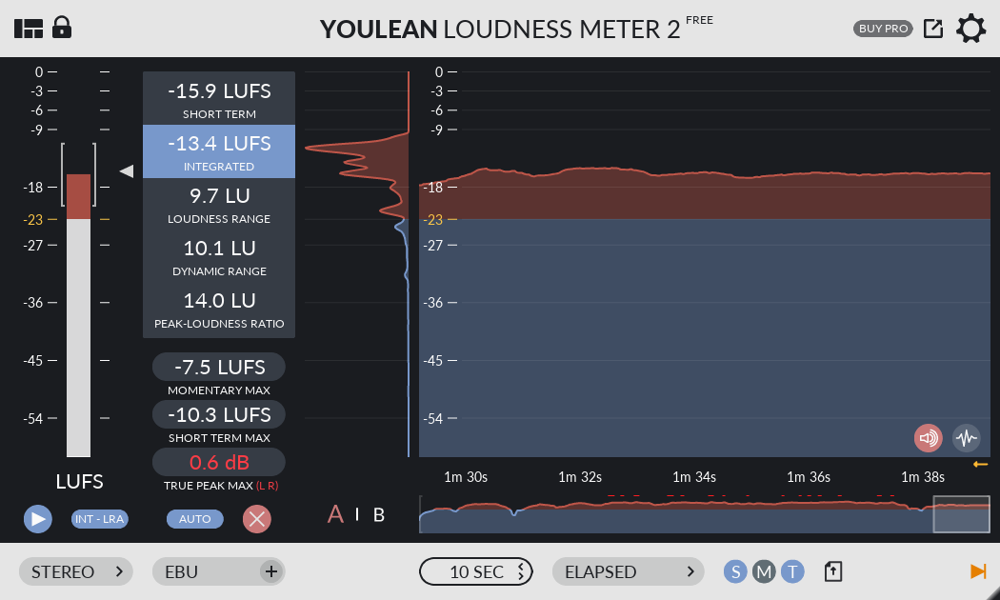 YOULEAN LOUDNESS METER 2 FREE
BUY PRO
0
-3
-6
-9
-18
-23
-27
-36
-45
-54
LUFS
-15.9 LUFS
SHORT TERM
-13.4 LUFS
INTEGRATED
9.7 LU
LOUDNESS RANGE
10.1 LU
DYNAMIC RANGE
14.0 LU
PEAK-LOUDNESS RATIO
-7.5 LUFS
MOMENTARY MAX
-10.3 LUFS
SHORT TERM MAX
0.6 dB
TRUE PEAK MAX (L R)
INT - LRA
AUTO
A | B
0
-3
-6
-9
-18
-23
-27
-36
-45
-54
1m 30s 1m 32s 1m 34s 1m 36s 1m 38s
STEREO
EBU
10 SEC
ELAPSED
S M T